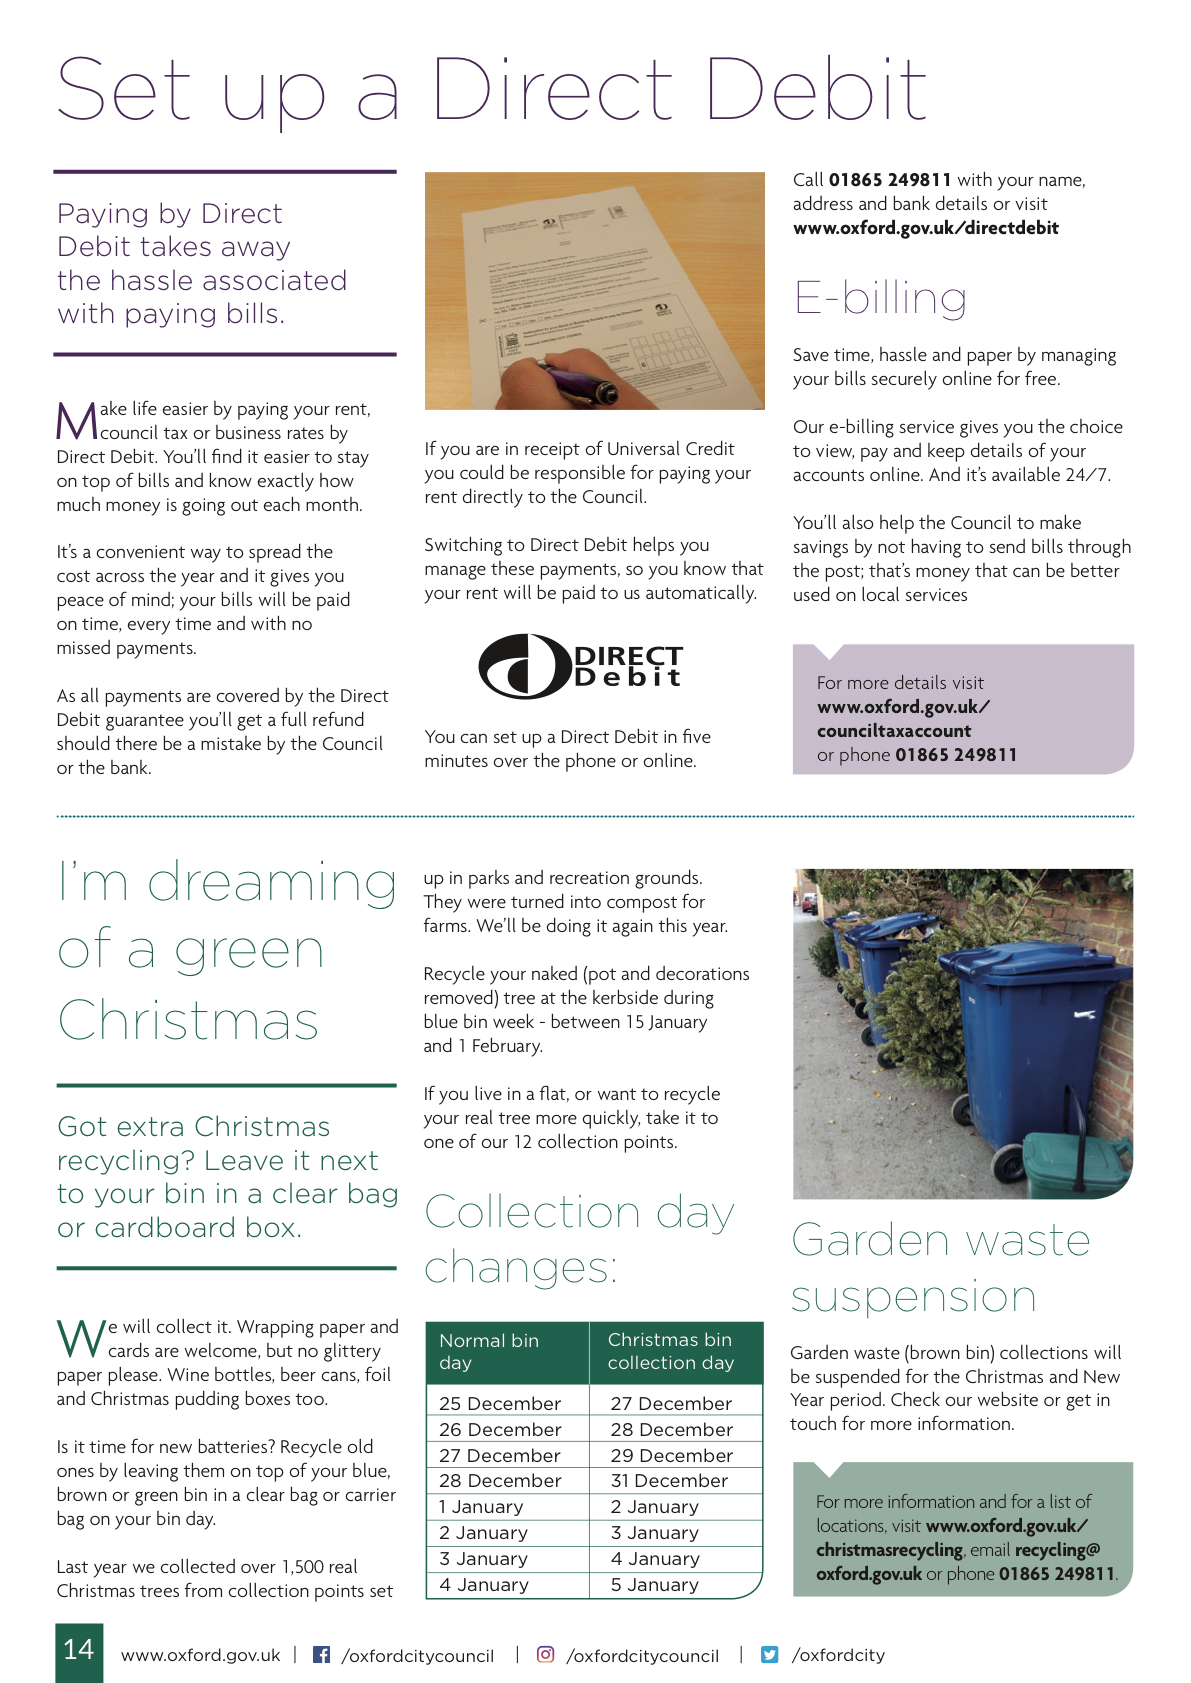 Set up a Direct Debit
Paying by Direct
Debit takes away
the hassle associated
with paying bills.
Make life easier by paying your rent,
council tax or business rates by
Direct Debit. You'll find it easier to stay
on top of bills and know exactly how
much money is going out each month.
It's a convenient way to spread the
cost across the year and it gives you
peace of mind; your bills will be paid
on time, every time and with no
missed payments.
As all payments are covered by the Direct
Debit guarantee you'll get a full refund
should there be a mistake by the Council
or the bank.
If you are in receipt of Universal Credit
you could be responsible for paying your
rent directly to the Council.
Switching to Direct Debit helps you
manage these payments, so you know that
your rent will be paid to us automatically.
DIRECT
Debit
You can set up a Direct Debit in five
minutes over the phone or online.
Call 01865 249811 with your name,
address and bank details or visit
www.oxford.gov.uk/directdebit
E-billing
Save time, hassle and paper by managing
your bills securely online for free.
Our e-billing service gives you the choice
to view, pay and keep details of your
accounts online. And it's available 24/7.
You'll also help the Council to make
savings by not having to send bills through
the post; that's money that can be better
used on local services
For more details visit
www.oxford.gov.uk/
counciltaxaccount
or phone 01865 249811
I'm dreaming
of a green
Christmas
Got extra Christmas
recycling? Leave it next
to your bin in a clear bag
or cardboard box.
We will collect it. Wrapping paper and
cards are welcome, but no glittery
paper please. Wine bottles, beer cans, foil
and Christmas pudding boxes too.
Is it time for new batteries? Recycle old
ones by leaving them on top of your blue,
brown or green bin in a clear bag or carrier
bag on your bin day.
Last year we collected over 1,500 real
Christmas trees from collection points set
up in parks and recreation grounds.
They were turned into compost for
farms. We'll be doing it again this year.
Recycle your naked (pot and decorations
removed) tree at the kerbside during
blue bin week - between 15 January
and 1 February.
If you live in a flat, or want to recycle
your real tree more quickly, take it to
one of our 12 collection points.
Collection day
changes:
Normal bin day Christmas bin collection day
25 December 27 December
26 December 28 December
27 December 29 December
28 December 31 December
1 January 2 January
2 January 3 January
3 January 4 January
4 January 5 January
Garden waste
suspension
Garden waste (brown bin) collections will
be suspended for the Christmas and New
Year period. Check our website or get in
touch for more information.
For more information and for a list of
locations, visit www.oxford.gov.uk/
christmasrecycling, email recycling@
oxford.gov.uk or phone 01865 249811.
14 www.oxford.gov.uk | /oxfordcitycouncil | /oxfordcitycouncil | /oxfordcity